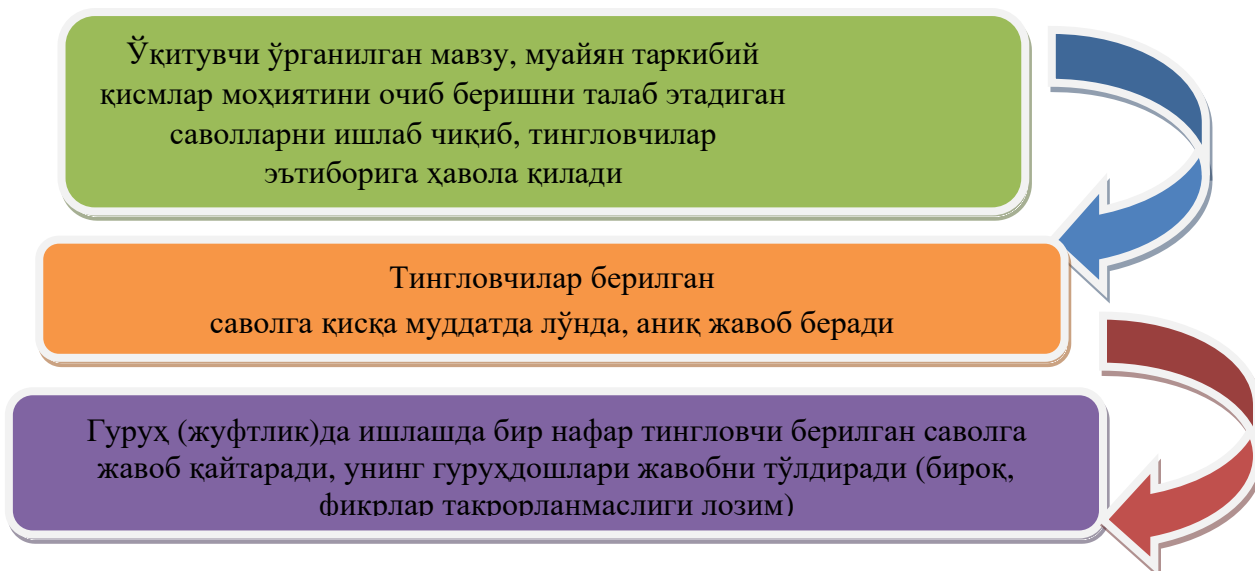 Ўқитувчи ўрганилган мавзу, муайян таркибий
қисмлар моҳиятини очиб беришни талаб этадиган
саволларни ишлаб чиқиб, тингловчилар
эътиборига ҳавола қилади
Тингловчилар берилган
саволга қисқа муддатда лўнда, аниқ жавоб беради
Гуруҳ (жуфтлик)да ишлашда бир нафар тингловчи берилган саволга
жавоб қайтаради, унинг гуруҳдошлари жавобни тўлдиради (бироқ,
фикрлар такрорланмаслиги лозим)